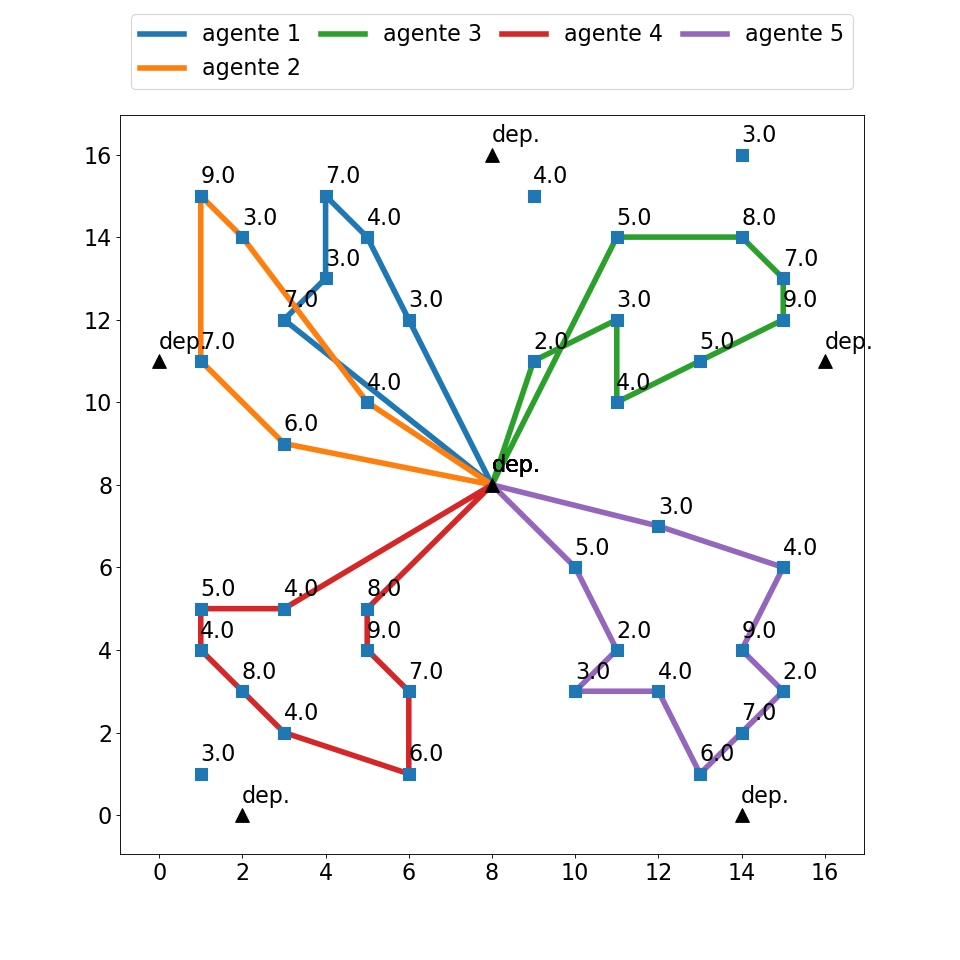 agente 1 agente 3 agente 4 agente 5
agente 2
dep. 3.0
16
9.0 7.0 4.0
3.0 4.0 5.0 8.0
14
3.0 7.0
7.0 3.0 3.0 9.0
12
dep. 7.0 2.0 5.0 dep.
4.0 4.0
10
6.0
dep.
8
3.0
5.0 4.0
6
5.0 4.0 8.0
4.0 9.0 2.0 9.0
4
8.0 7.0 3.0 4.0 2.0
4.0 7.0
2
3.0 6.0 6.0
dep. dep.
0
0 2 4 6 8 10 12 14 16